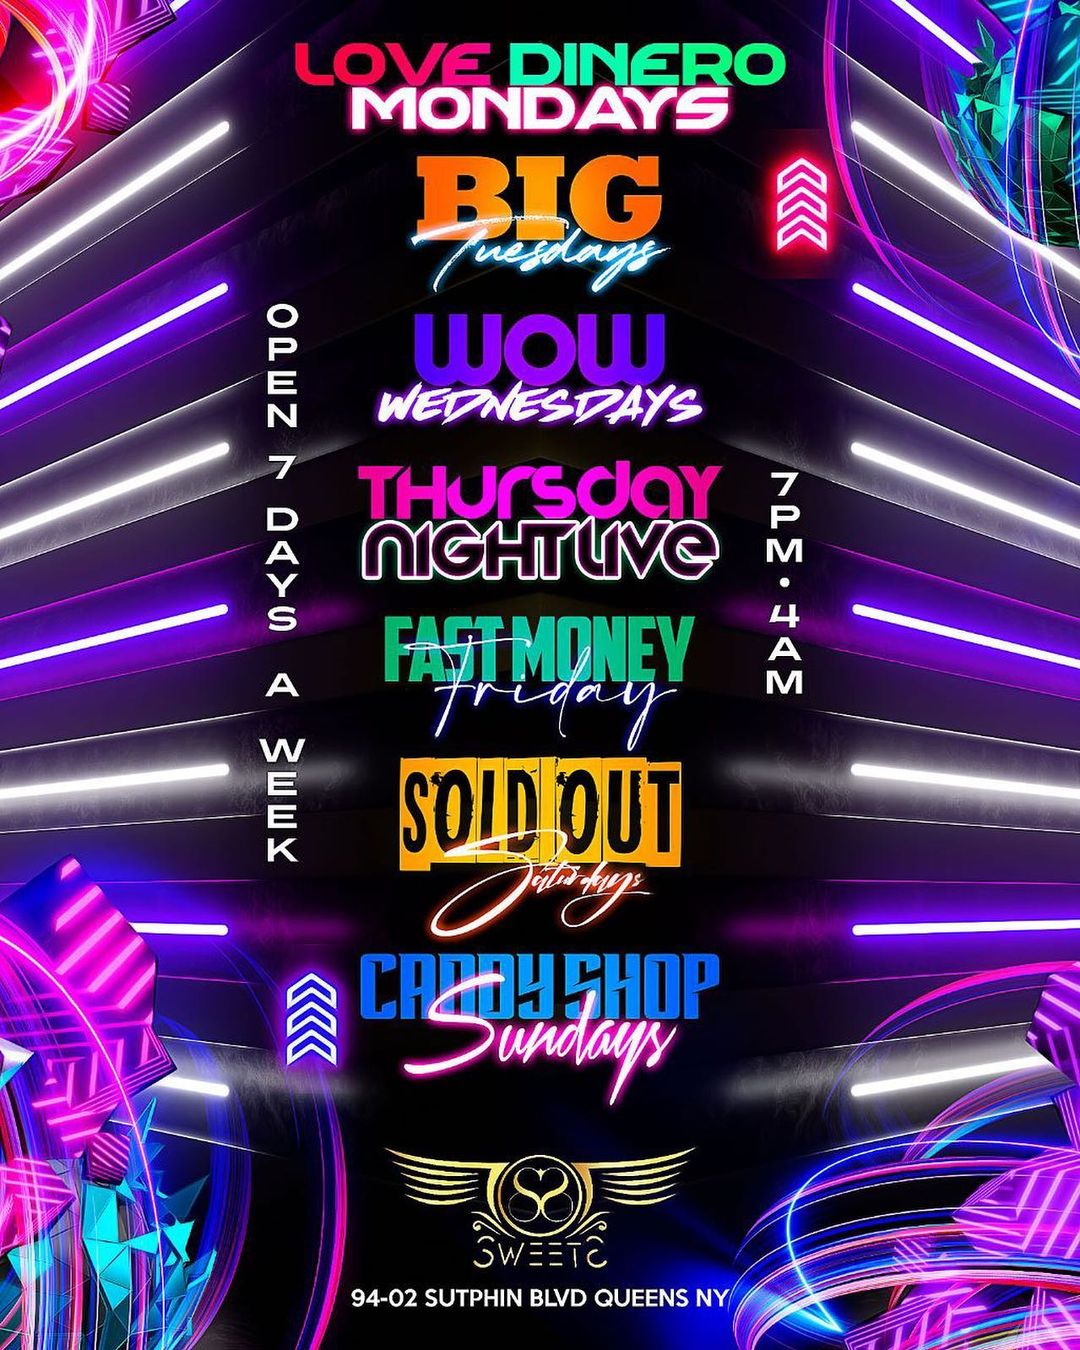 LOVE DINERO
MONDAYS
BIG
Tuesdays
WOW
WEDNESDAYS
THURSDAY
NIGHT LIVE
FAST MONEY
Friday
SOLD OUT
Saturdays
CANDY SHOP
Sundays
OPEN 7 DAYS A WEEK
7PM • 4AM
SWEETS
94-02 SUTPHIN BLVD QUEENS NY